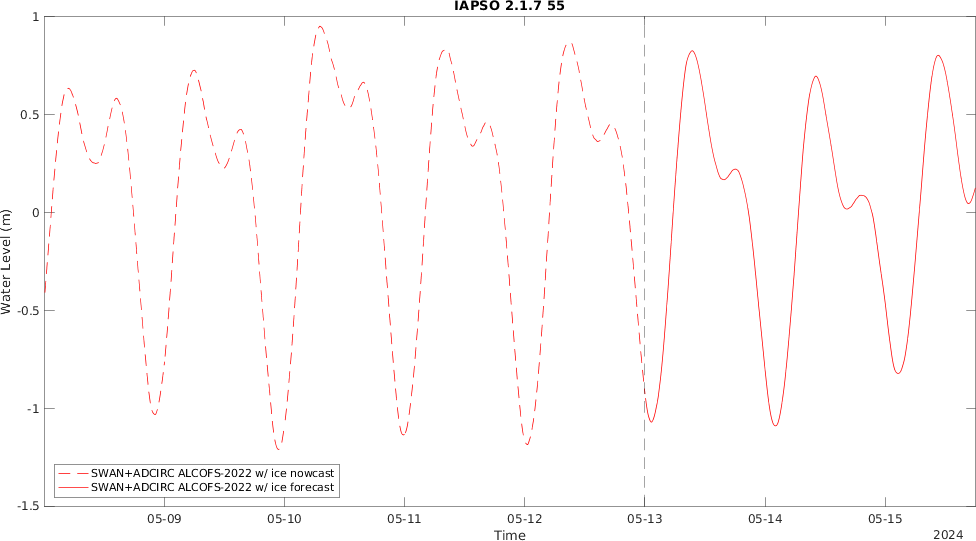 IAPSO 2.1.7 55
1
0.5
0
-0.5
-1
-1.5
Water Level (m)
SWAN+ADCIRC ALCOFS-2022 w/ ice nowcast
SWAN+ADCIRC ALCOFS-2022 w/ ice forecast
05-09 05-10 05-11 05-12 05-13 05-14 05-15
Time
2024